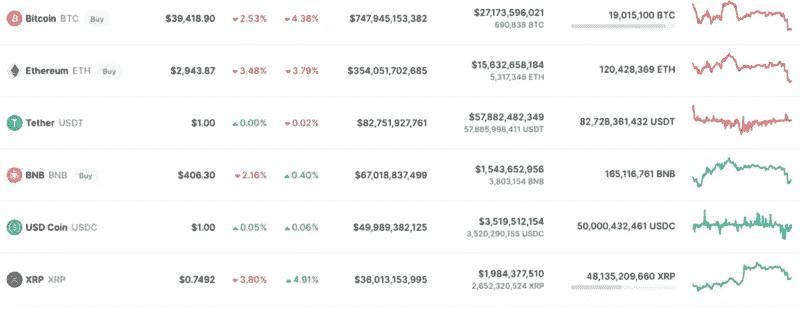 Bitcoin BTC Buy $39,418.90 2.53% 4.38% $747,945,153,382 $27,173,596,021 19,015,100 BTC
690,839 BTC
Ethereum ETH Buy $2,943.87 3.48% 3.79% $354,051,702,685 $15,632,658,184 120,428,369 ETH
5,317,346 ETH
Tether USDT $1.00 0.00% 0.02% $82,751,927,761 $57,882,482,349 82,728,361,432 USDT
57,865,998,411 USDT
BNB BNB Buy $406.30 2.16% 0.40% $67,018,837,499 $1,543,652,956 165,116,761 BNB
3,803,154 BNB
USD Coin USDC $1.00 0.05% 0.06% $49,989,382,125 $3,519,512,154 50,000,432,461 USDC
3,520,290,155 USDC
XRP XRP $0.7492 3.80% 4.91% $36,013,153,995 $1,984,377,510 48,135,209,660 XRP
2,652,320,524 XRP